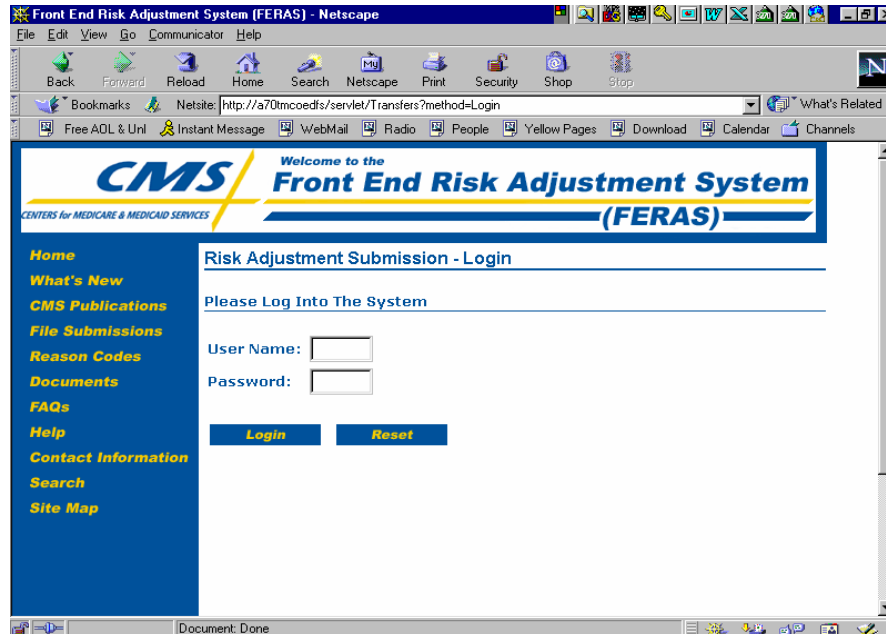 Front End Risk Adjustment System (FERAS) - Netscape
File Edit View Go Communicator Help
Back Forward Reload Home Search Netscape Print Security Shop Stop
Bookmarks Netsite: http://a70tmcoedfs/servlet/Transfers?method=Login What's Related
Free AOL & Unl Instant Message WebMail Radio People Yellow Pages Download Calendar Channels
CMS
CENTERS for MEDICARE & MEDICAID SERVICES
Welcome to the
Front End Risk Adjustment System
(FERAS)
Home
What's New
CMS Publications
File Submissions
Reason Codes
Documents
FAQs
Help
Contact Information
Search
Site Map
Risk Adjustment Submission - Login
Please Log Into The System
User Name:
Password:
Login Reset
Document: Done